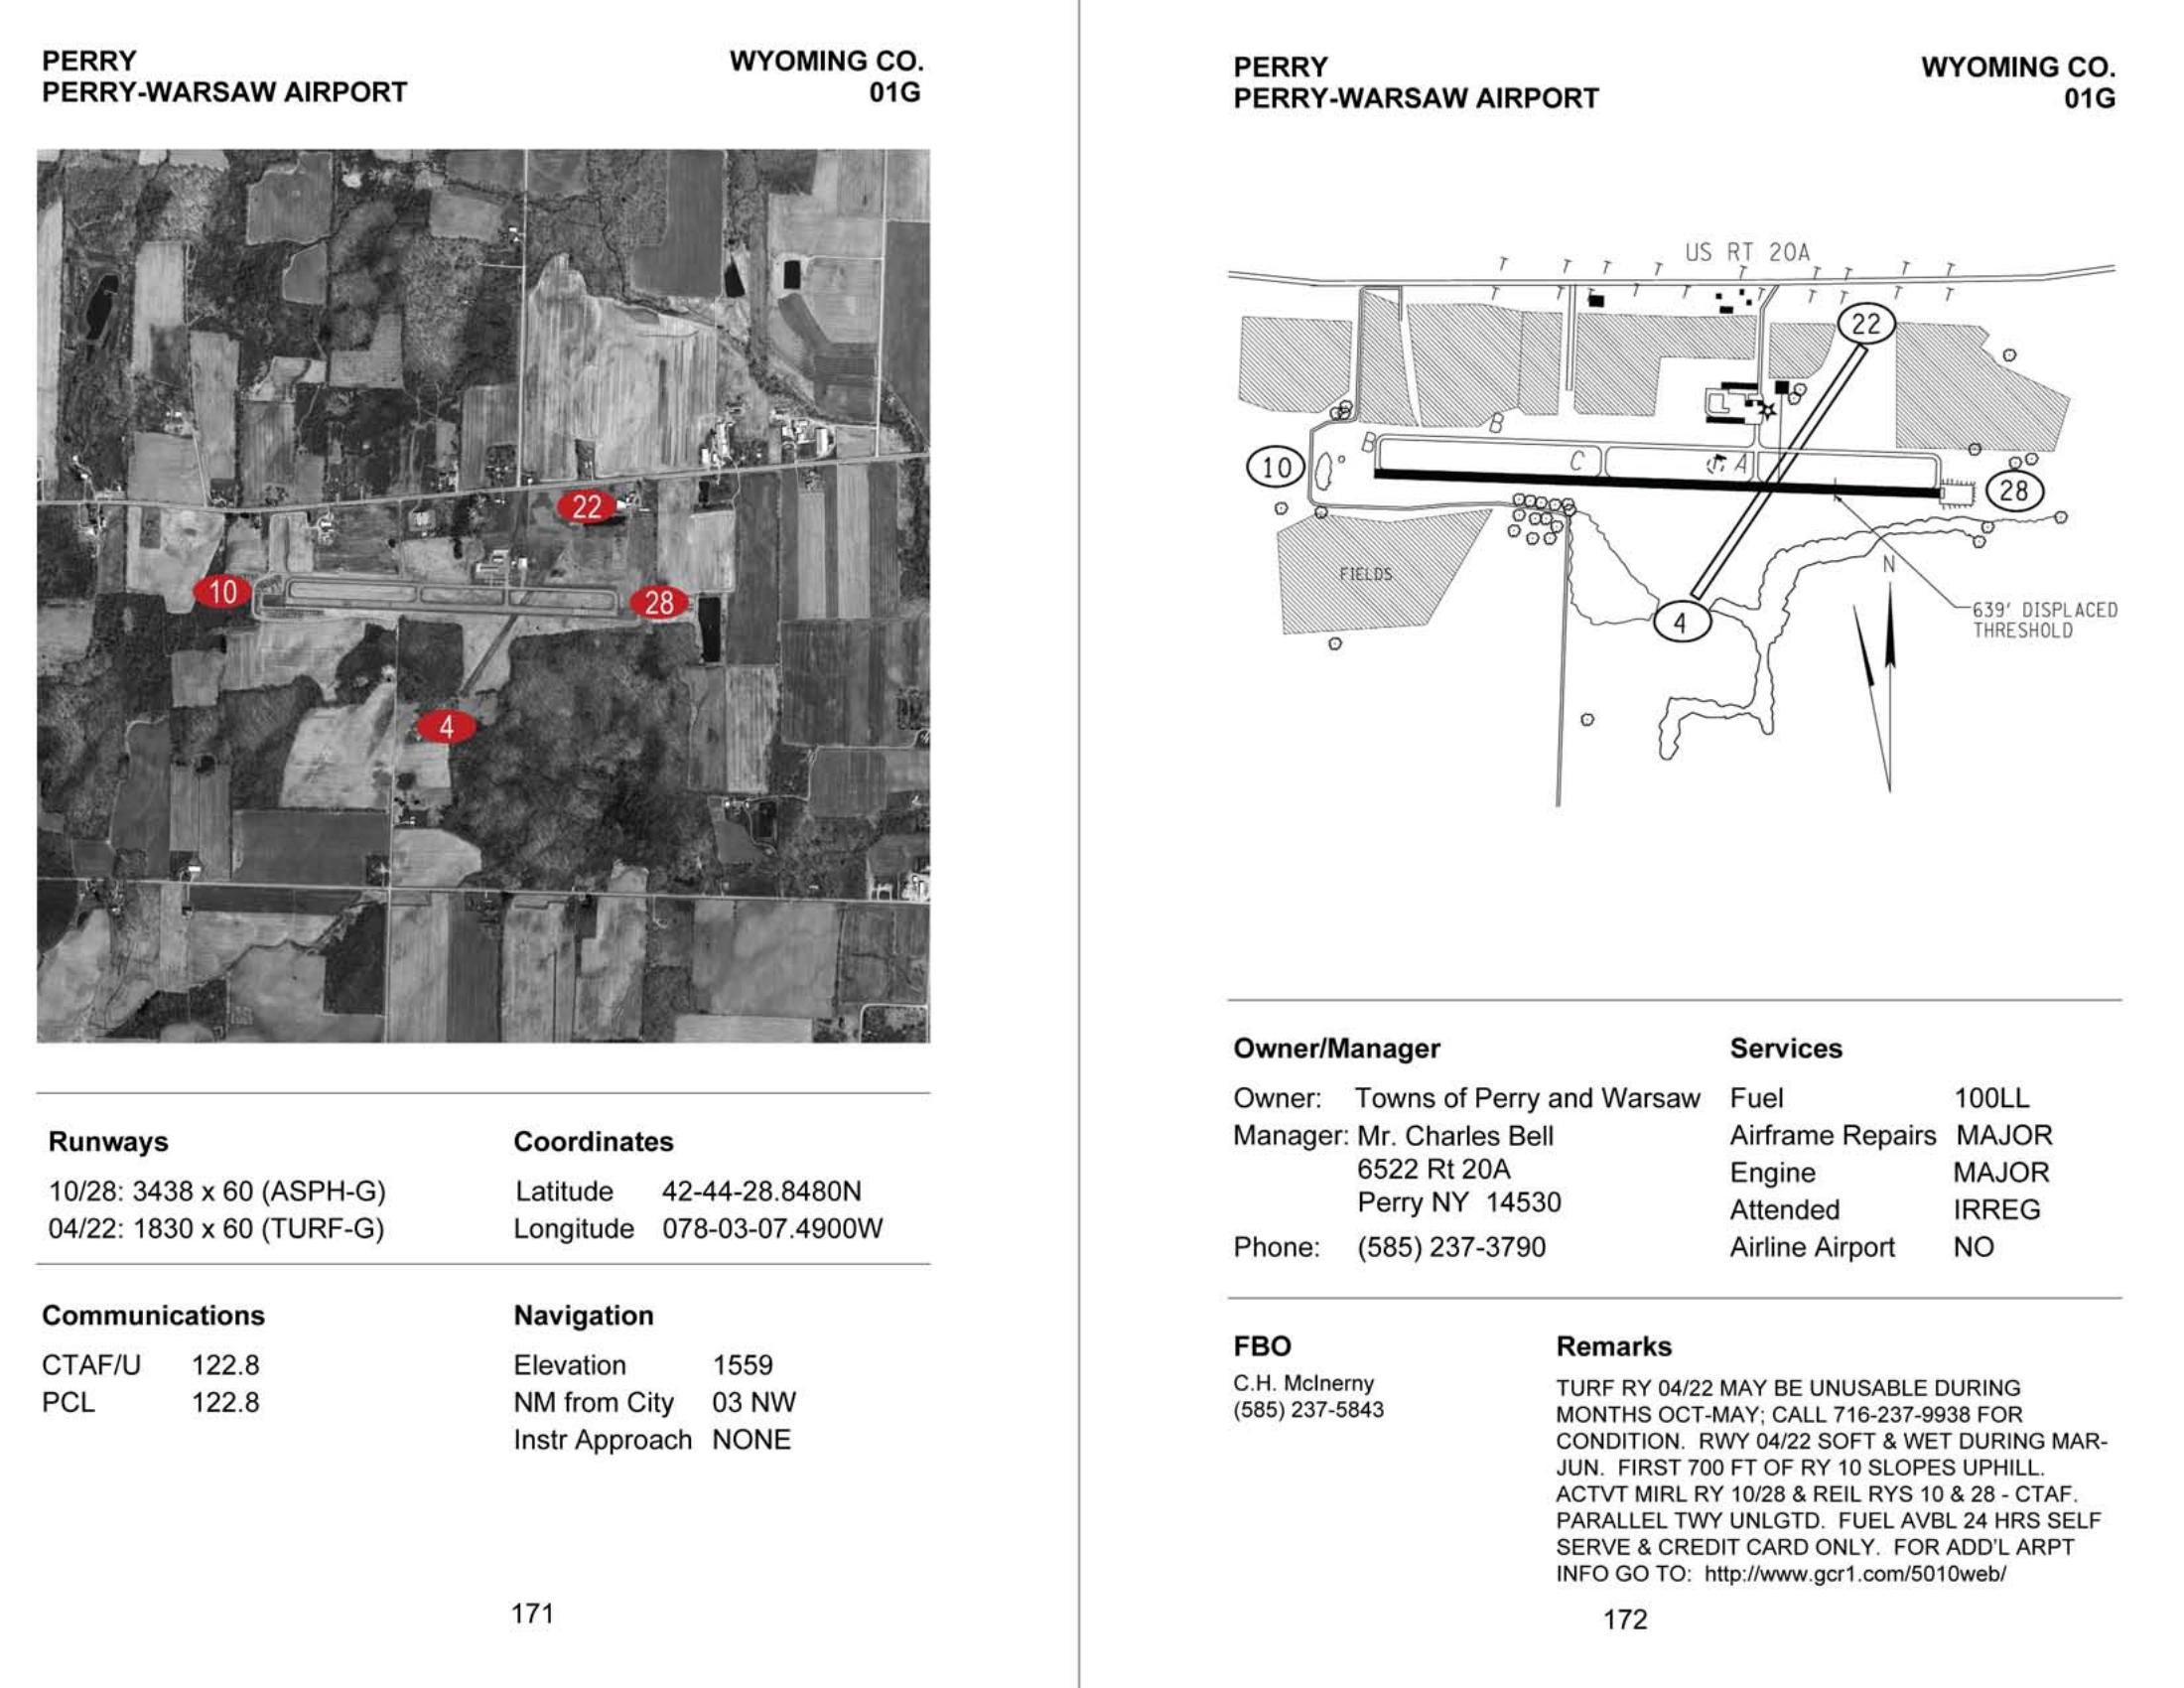 PERRY
WYOMING CO.
PERRY-WARSAW AIRPORT
01G
22
10
28
4
Runways
10/28: 3438 x 60 (ASPH-G)
04/22: 1830 x 60 (TURF-G)
Coordinates
Latitude 42-44-28.8480N
Longitude 078-03-07.4900W
Communications
CTAF/U 122.8
PCL 122.8
Navigation
Elevation 1559
NM from City 03 NW
Instr Approach NONE
171
PERRY
WYOMING CO.
PERRY-WARSAW AIRPORT
01G
US RT 20A
22
B
B
10
C
A
28
FIELDS
N
4
639' DISPLACED
THRESHOLD
Owner/Manager
Owner: Towns of Perry and Warsaw
Manager: Mr. Charles Bell
6522 Rt 20A
Perry NY 14530
Phone: (585) 237-3790
Services
Fuel 100LL
Airframe Repairs MAJOR
Engine MAJOR
Attended IRREG
Airline Airport NO
FBO
C.H. McInerny
(585) 237-5843
Remarks
TURF RY 04/22 MAY BE UNUSABLE DURING
MONTHS OCT-MAY; CALL 716-237-9938 FOR
CONDITION. RWY 04/22 SOFT & WET DURING MAR-
JUN. FIRST 700 FT OF RY 10 SLOPES UPHILL.
ACTVT MIRL RY 10/28 & REIL RYS 10 & 28 - CTAF.
PARALLEL TWY UNLGTD. FUEL AVBL 24 HRS SELF
SERVE & CREDIT CARD ONLY. FOR ADD'L ARPT
INFO GO TO: http://www.gcr1.com/5010web/
172